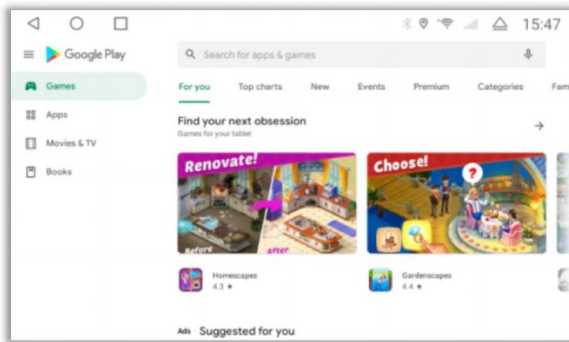 15:47
Google Play
Search for apps & games
Games
Apps
Movies & TV
Books
For you Top charts New Events Premium Categories Fam
Find your next obsession
Games for your tablet
Renovate!
Before After
Choose!
?
Homescapes
4.3 ★
Gardenscapes
4.4 ★
Ads · Suggested for you